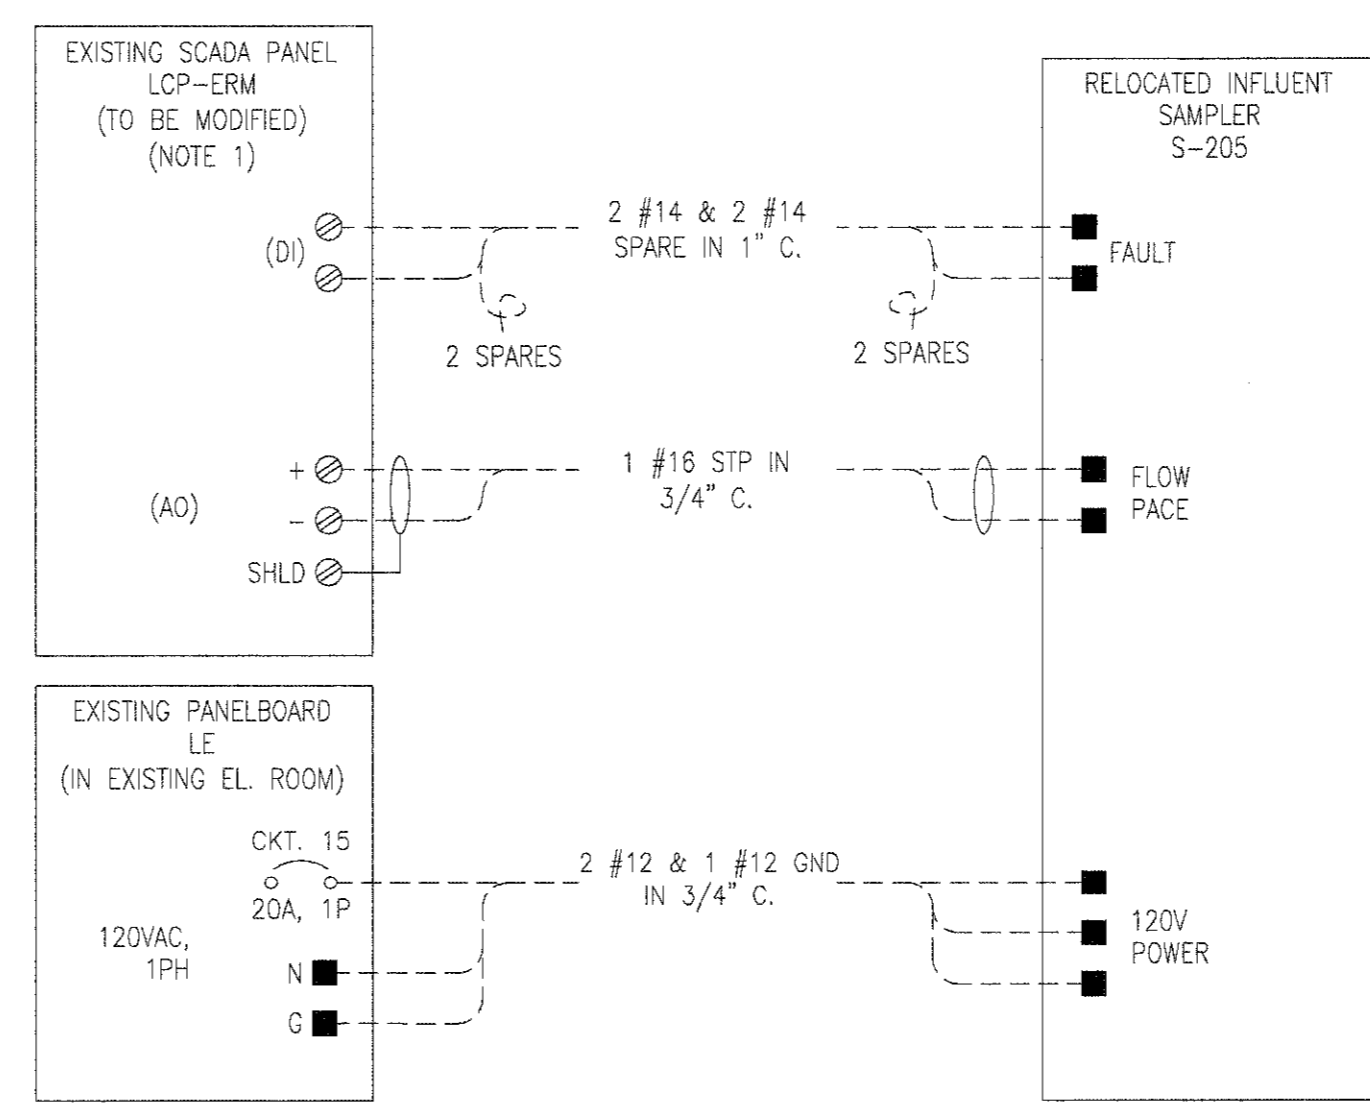 EXISTING SCADA PANEL
LCP-ERM
(TO BE MODIFIED)
(NOTE 1)
RELOCATED INFLUENT
SAMPLER
S-205
(DI)
2 #14 & 2 #14
SPARE IN 1" C.
FAULT
2 SPARES
2 SPARES
+
(AO)
-
SHLD
1 #16 STP IN
3/4" C.
FLOW
PACE
EXISTING PANELBOARD
LE
(IN EXISTING EL. ROOM)
CKT. 15
20A, 1P
120VAC,
1PH
N
G
2 #12 & 1 #12 GND
IN 3/4" C.
120V
POWER